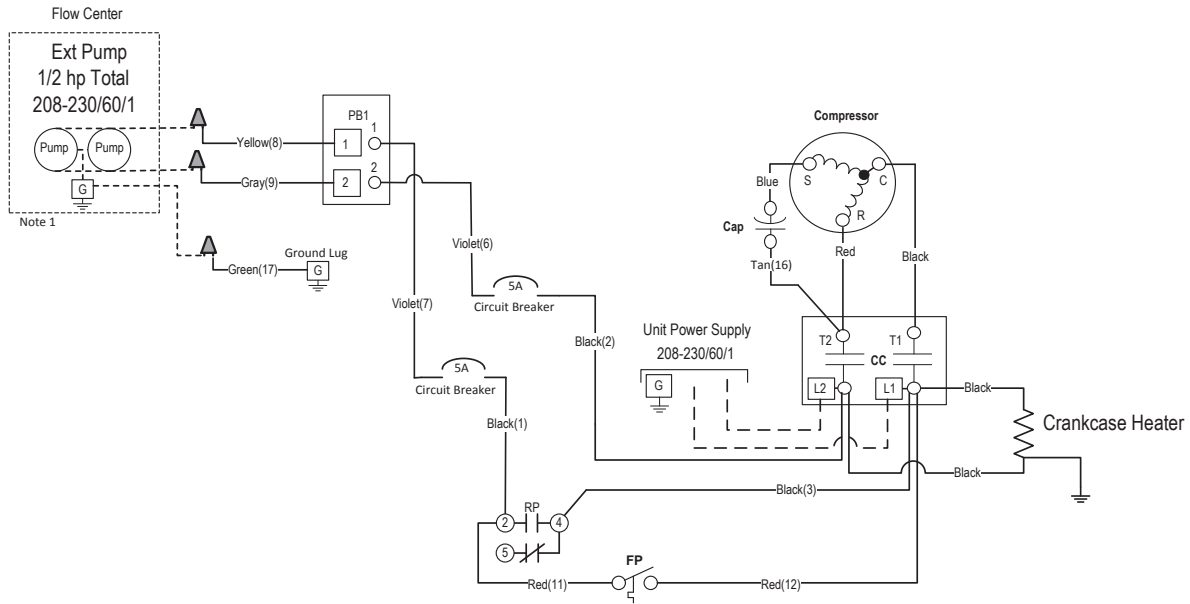 Flow Center
Ext Pump
1/2 hp Total
208-230/60/1
Pump
Pump
G
Note 1
Yellow(8)
Gray(9)
Green(17)
Ground Lug
G
PB1
1
1
2
2
Violet(6)
5A
Circuit Breaker
Violet(7)
5A
Circuit Breaker
Black(2)
Black(1)
Compressor
S
C
R
Blue
Cap
Tan(16)
Red
Black
Unit Power Supply
208-230/60/1
G
T2
T1
CC
L2
L1
Black
Crankcase Heater
Black
Black(3)
RP
2
4
5
FP
Red(11)
Red(12)